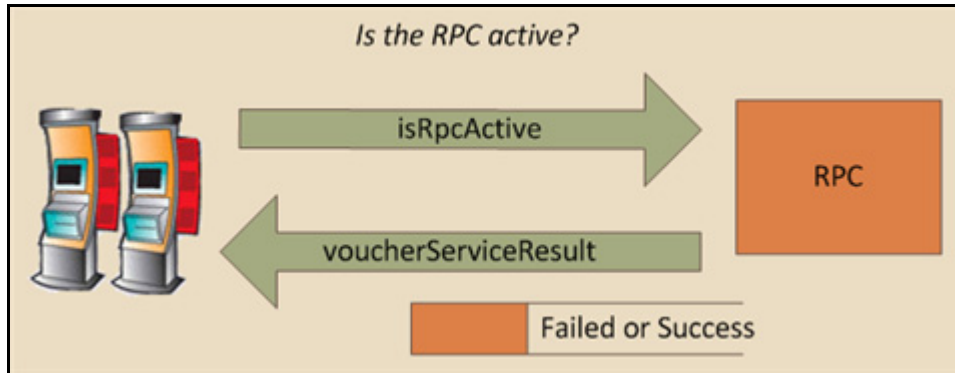 Is the RPC active?
isRpcActive
RPC
voucherServiceResult
Failed or Success